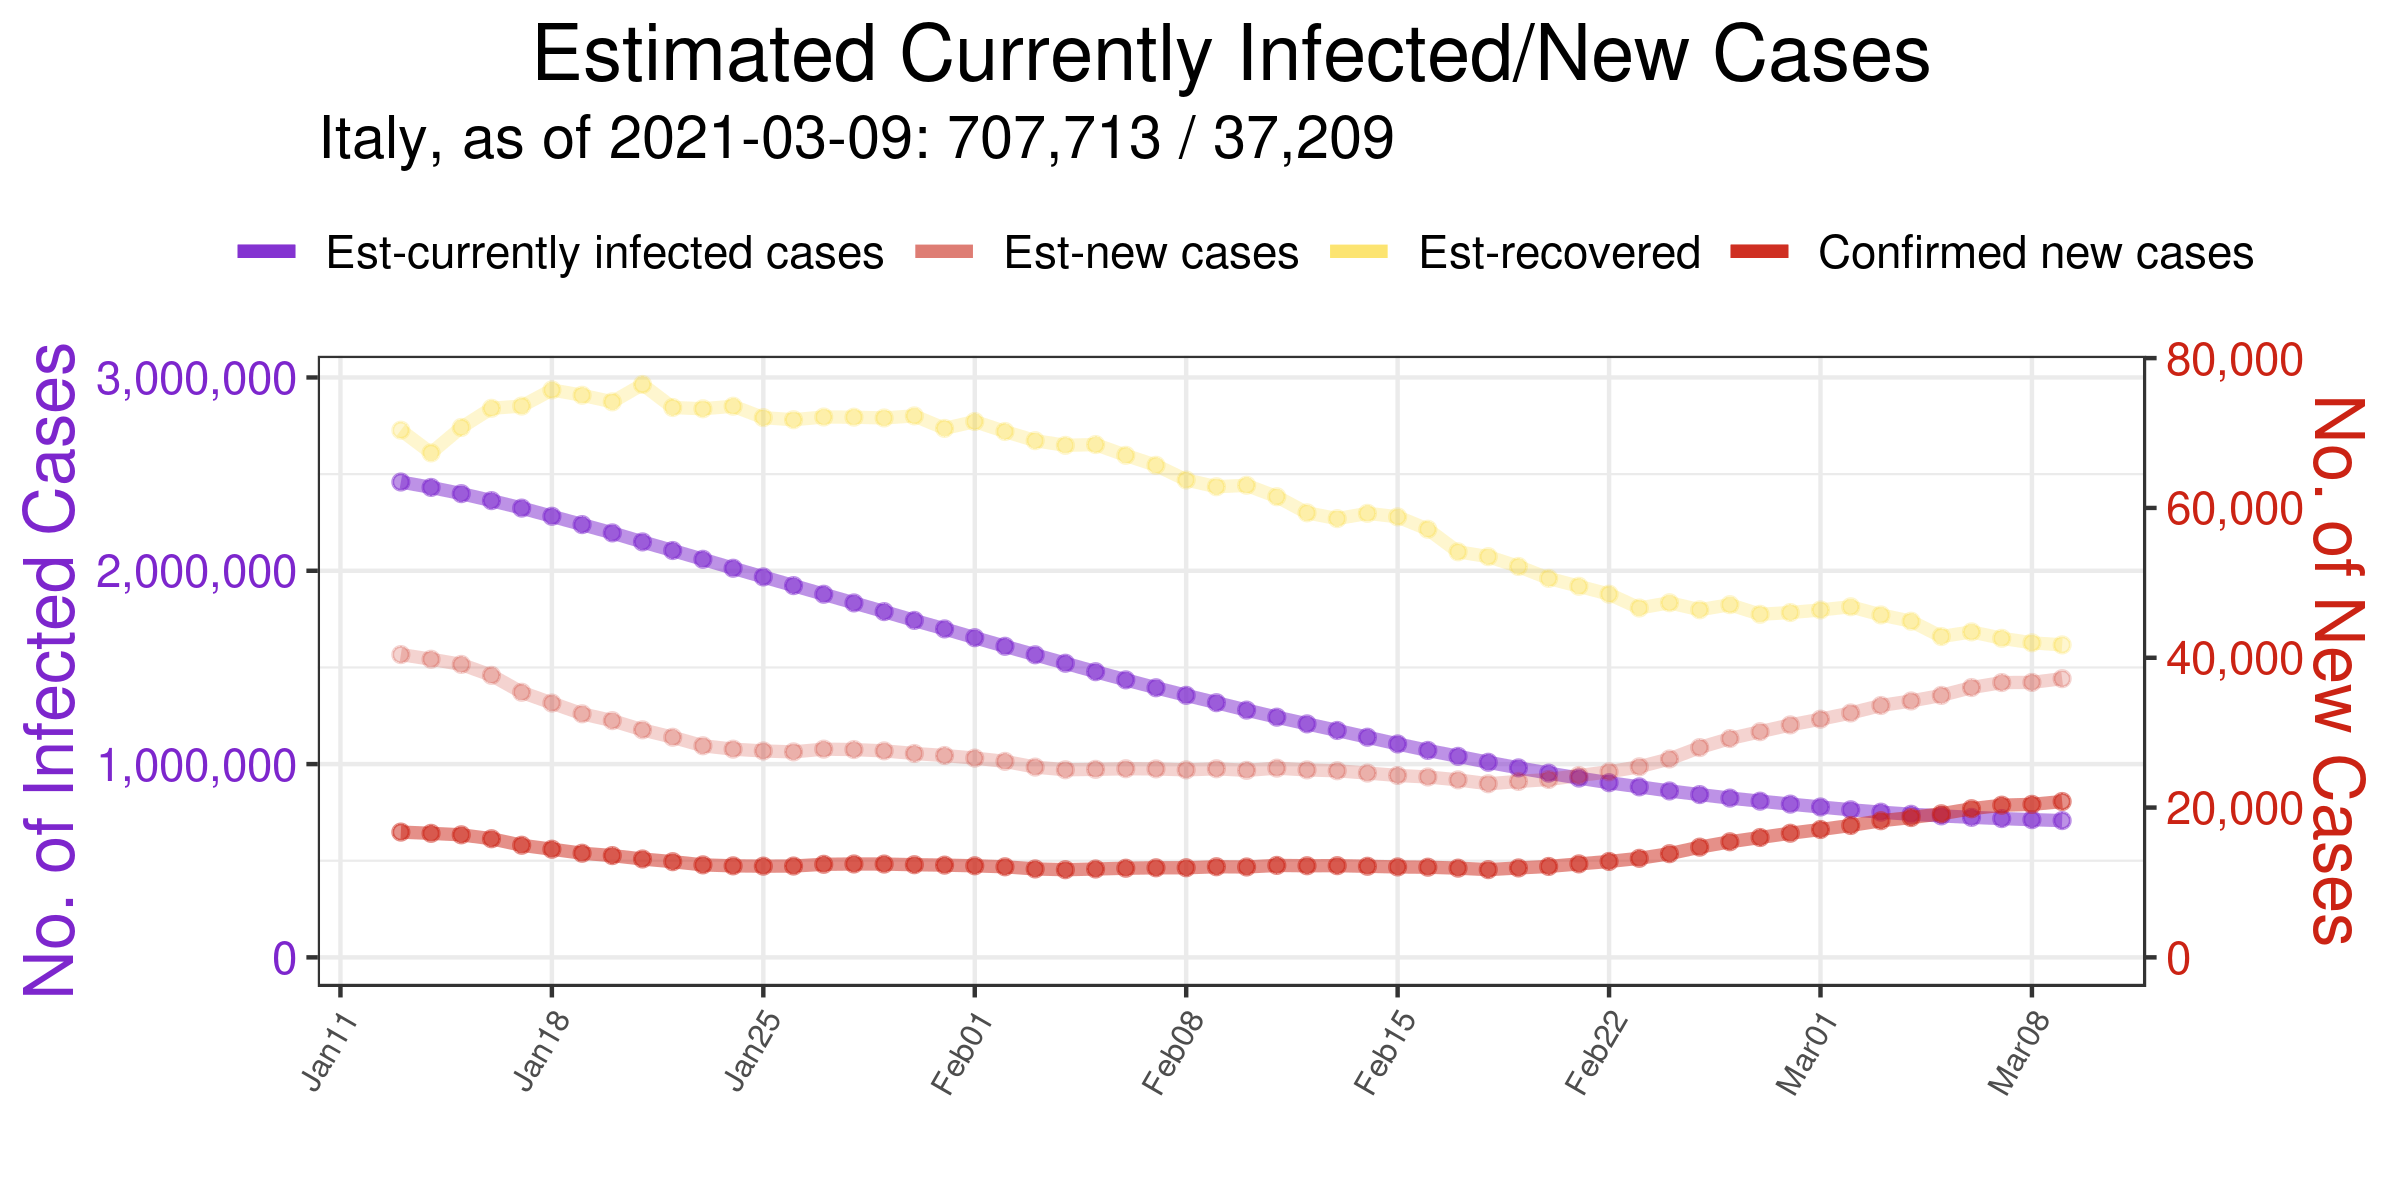 Estimated Currently Infected/New Cases
Italy, as of 2021-03-09: 707,713 / 37,209
Est-currently infected cases Est-new cases Est-recovered Confirmed new cases
No. of Infected Cases
3,000,000
2,000,000
1,000,000
0
80,000
60,000
40,000
20,000
0
No. of New Cases
Jan11 Jan18 Jan25 Feb01 Feb08 Feb15 Feb22 Mar01 Mar08